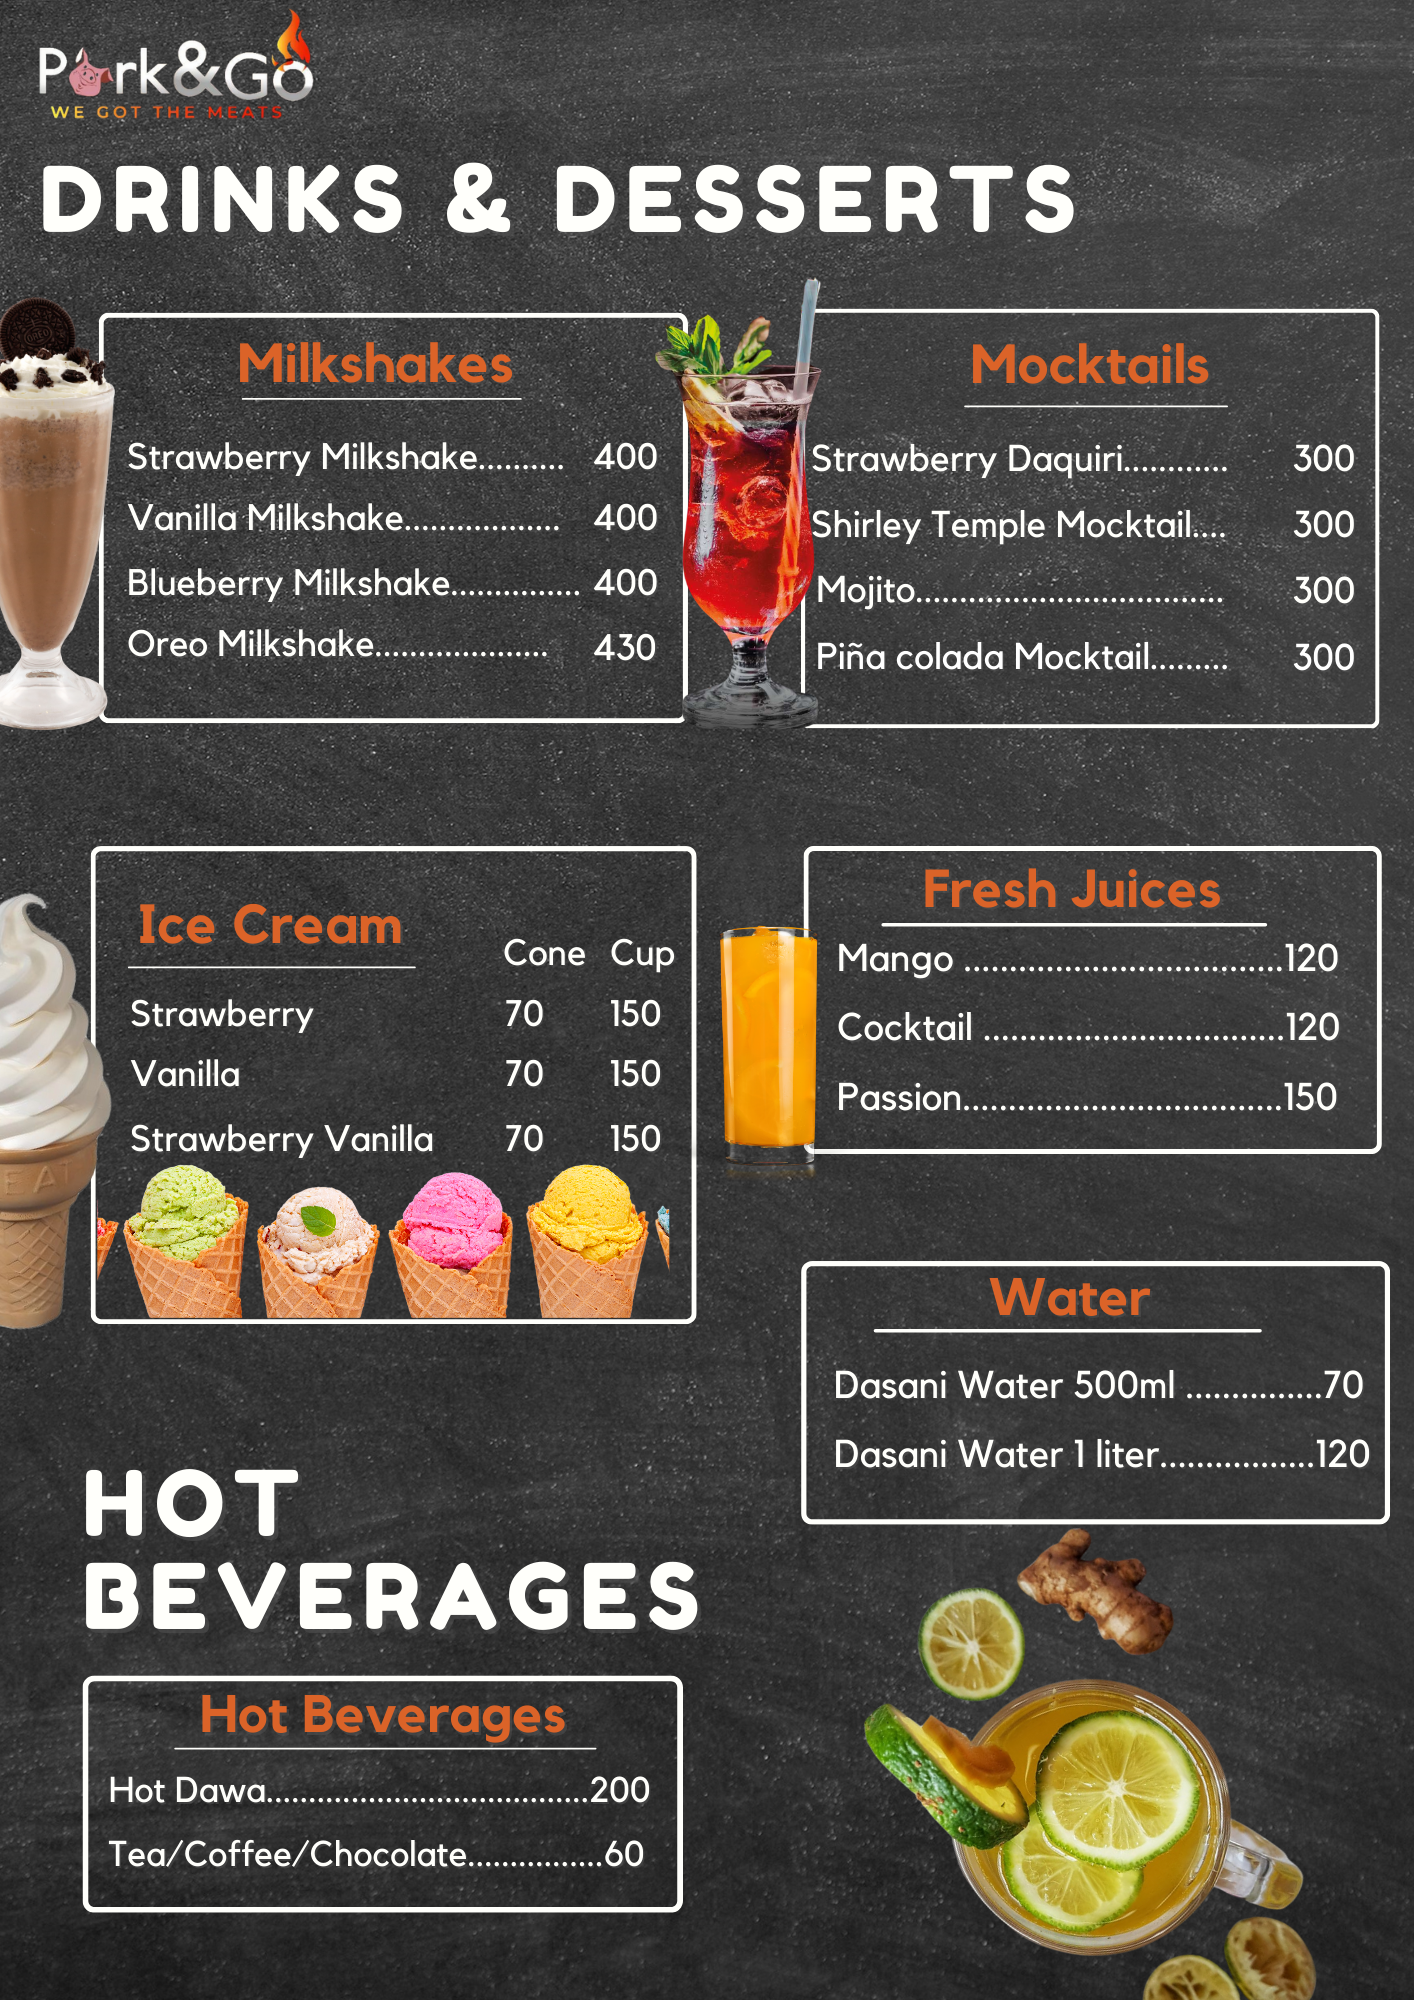 Pork&Go
WE GOT THE MEATS
DRINKS & DESSERTS
Milkshakes
Strawberry Milkshake.......... 400
Vanilla Milkshake.................. 400
Blueberry Milkshake............... 400
Oreo Milkshake.................... 430
Mocktails
Strawberry Daquiri............ 300
Shirley Temple Mocktail.... 300
Mojito................................... 300
Piña colada Mocktail......... 300
Ice Cream
Cone Cup
Strawberry 70 150
Vanilla 70 150
Strawberry Vanilla 70 150
EAT
Fresh Juices
Mango ...................................120
Cocktail .................................120
Passion...................................150
Water
Dasani Water 500ml ...............70
Dasani Water 1 liter.................120
HOT
BEVERAGES
Hot Beverages
Hot Dawa......................................200
Tea/Coffee/Chocolate................60